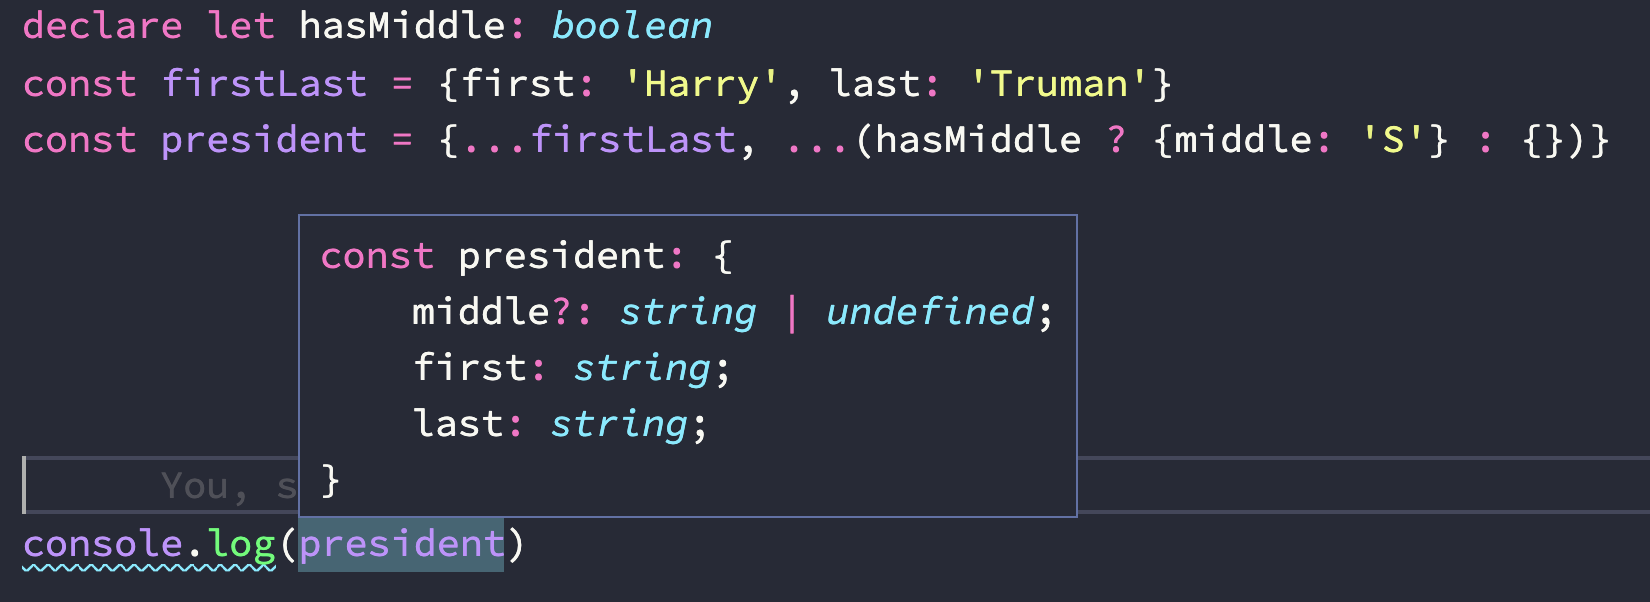 declare let hasMiddle: boolean
const firstLast = {first: 'Harry', last: 'Truman'}
const president = {...firstLast, ...(hasMiddle ? {middle: 'S'} : {})}
const president: {
    middle?: string | undefined;
    first: string;
    last: string;
}
You, s
console.log(president)